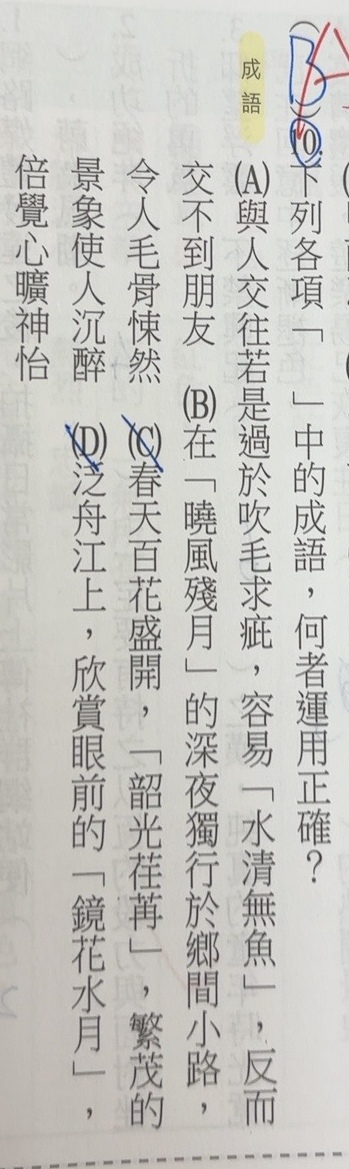 (B)10.下列各項「　」中的成語，何者運用正確？
成語
(A)與人交往若是過於吹毛求疵，容易「水清無魚」，反而
交不到朋友　(B)在「曉風殘月」的深夜獨行於鄉間小路，
令人毛骨悚然　(C)春天百花盛開，「韶光荏苒」，繁茂的
景象使人沉醉　(D)泛舟江上，欣賞眼前的「鏡花水月」，
倍覺心曠神怡